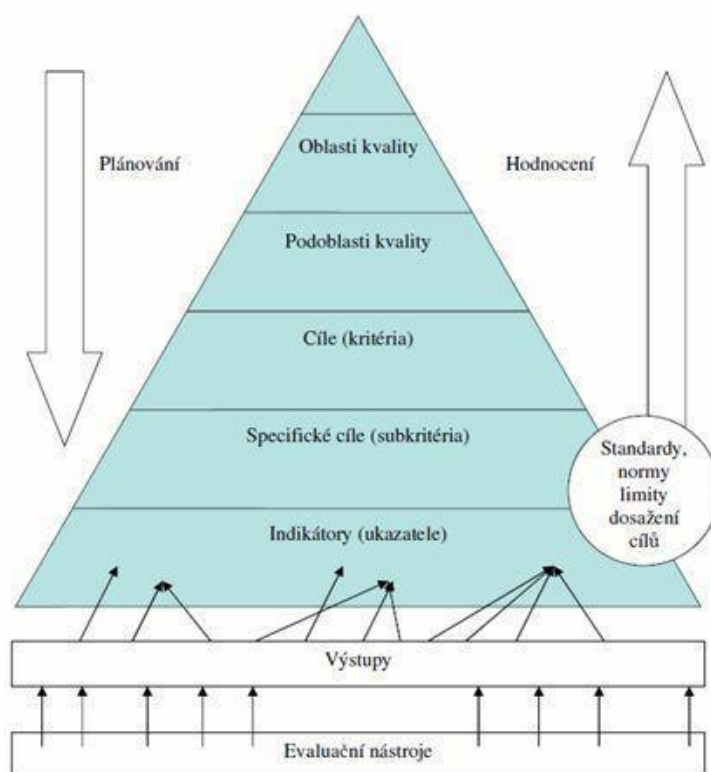 Oblasti kvality
Plánování
Hodnocení
Podoblasti kvality
Cíle (kritéria)
Specifické cíle (subkritéria)
Standardy,
normy
limity
dosažení
cílů
Indikátory (ukazatele)
Výstupy
Evaluační nástroje